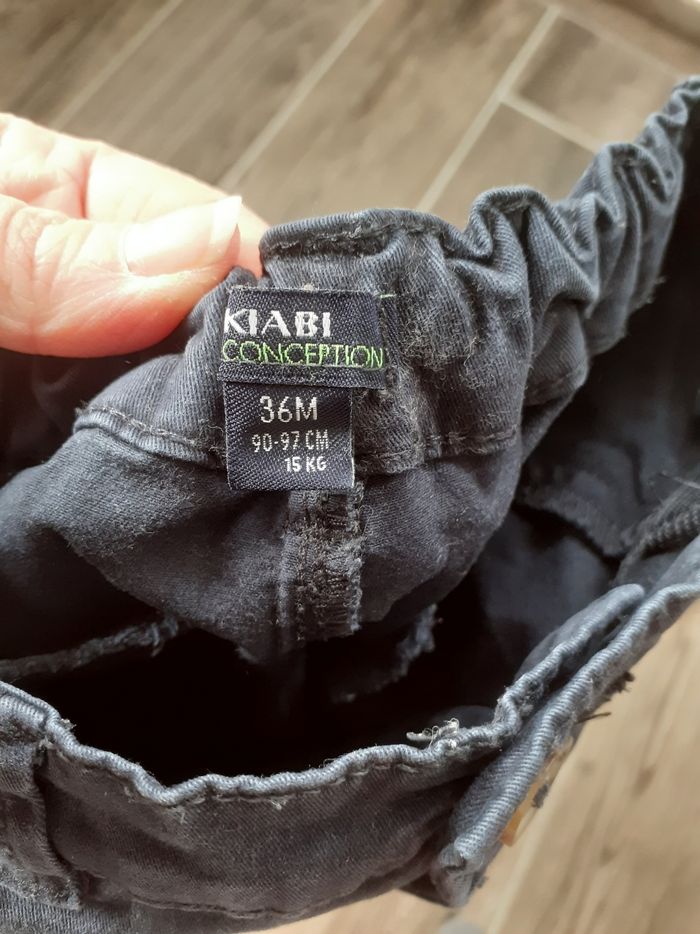 KIABI
CONCEPTION
36M
90-97 CM
15 KG